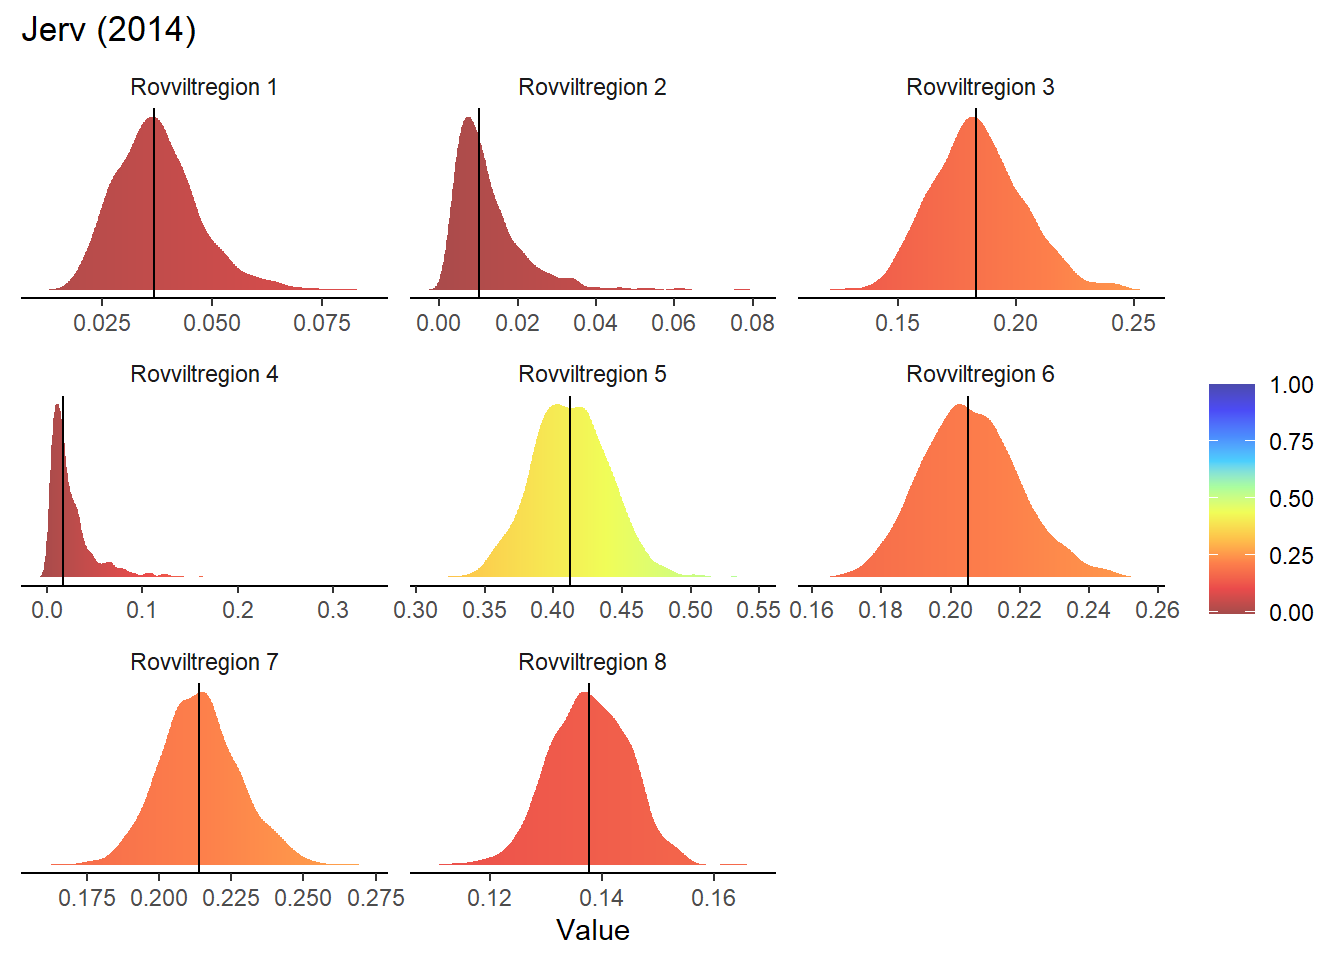 Jerv (2014)
Rovviltregion 1
Rovviltregion 2
Rovviltregion 3
0.025 0.050 0.075
0.00 0.02 0.04 0.06 0.08
0.15 0.20 0.25
Rovviltregion 4
Rovviltregion 5
Rovviltregion 6
0.0 0.1 0.2 0.3
0.30 0.35 0.40 0.45 0.50 0.55
0.16 0.18 0.20 0.22 0.24 0.26
1.00
0.75
0.50
0.25
0.00
Rovviltregion 7
Rovviltregion 8
0.175 0.200 0.225 0.250 0.275
0.12 0.14 0.16
Value